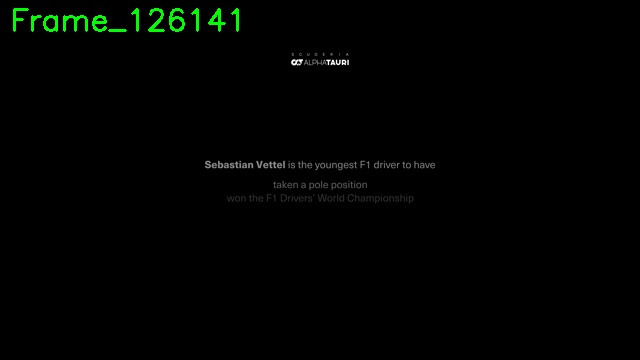 Frame_126141
SCUDERIA
ALPHATAURI
Sebastian Vettel is the youngest F1 driver to have
taken a pole position
won the F1 Drivers' World Championship